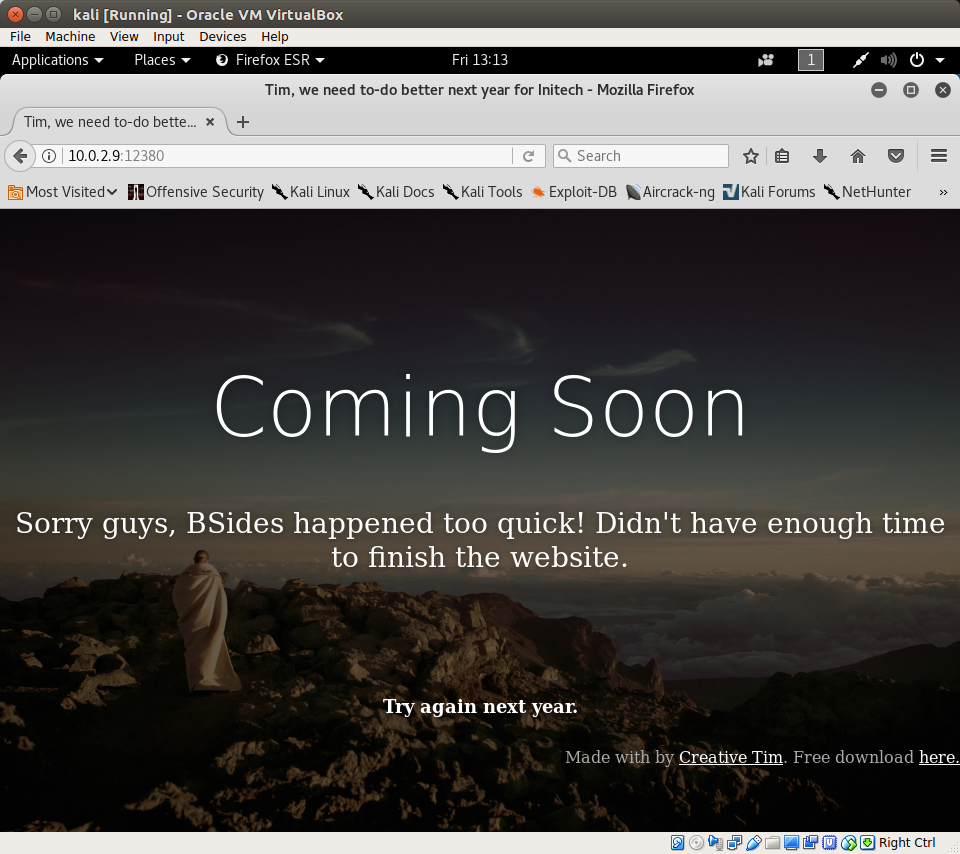 kali [Running] - Oracle VM VirtualBox
File Machine View Input Devices Help
Applications Places Firefox ESR Fri 13:13 1
Tim, we need to-do better next year for Initech - Mozilla Firefox
Tim, we need to-do bette...
10.0.2.9:12380 Search
Most Visited Offensive Security Kali Linux Kali Docs Kali Tools Exploit-DB Aircrack-ng Kali Forums NetHunter »
Coming Soon
Sorry guys, BSides happened too quick! Didn't have enough time
to finish the website.
Try again next year.
Made with by Creative Tim. Free download here.
Right Ctrl